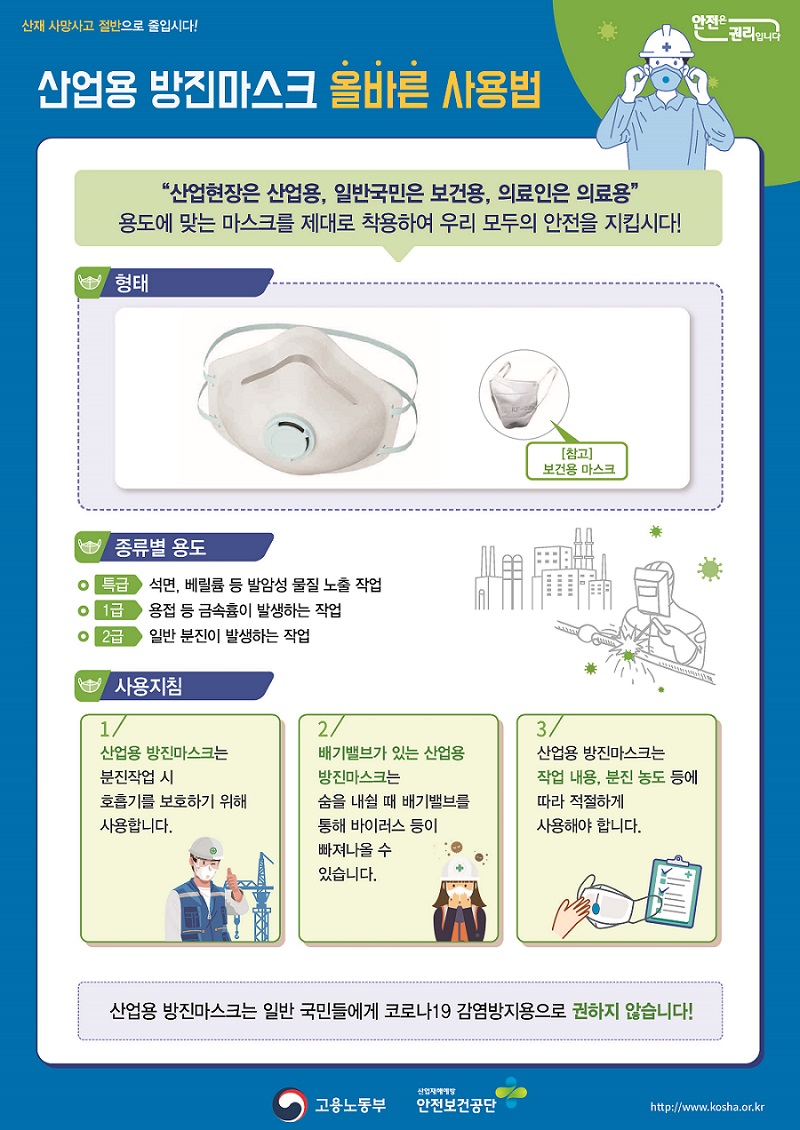 산재 사망사고 절반으로 줄입시다!
안전은 권리입니다
산업용 방진마스크 올바른 사용법
“산업현장은 산업용, 일반국민은 보건용, 의료인은 의료용”
용도에 맞는 마스크를 제대로 착용하여 우리 모두의 안전을 지킵시다!
형태
[참고]
보건용 마스크
종류별 용도
특급 석면, 베릴륨 등 발암성 물질 노출 작업
1급 용접 등 금속흄이 발생하는 작업
2급 일반 분진이 발생하는 작업
사용지침
1/
산업용 방진마스크는
분진작업 시
호흡기를 보호하기 위해
사용합니다.
2/
배기밸브가 있는 산업용
방진마스크는
숨을 내쉴 때 배기밸브를
통해 바이러스 등이
빠져나올 수
있습니다.
3/
산업용 방진마스크는
작업 내용, 분진 농도 등에
따라 적절하게
사용해야 합니다.
산업용 방진마스크는 일반 국민들에게 코로나19 감염방지용으로 권하지 않습니다!
고용노동부
산업재해예방
안전보건공단
http://www.kosha.or.kr